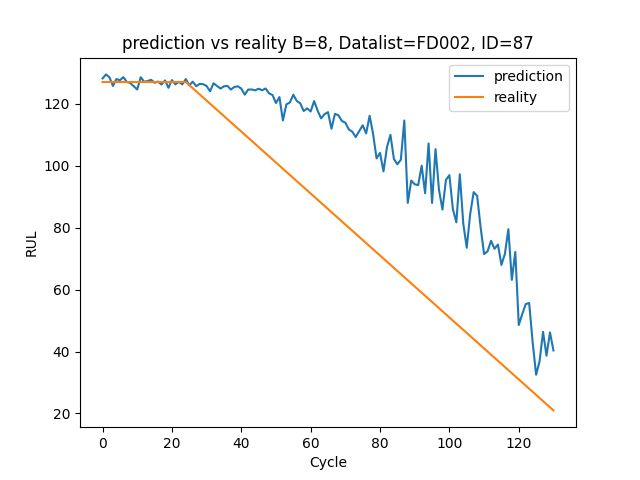 prediction vs reality B=8, Datalist=FD002, ID=87
prediction
reality
RUL
120
100
80
60
40
20
0 20 40 60 80 100 120
Cycle